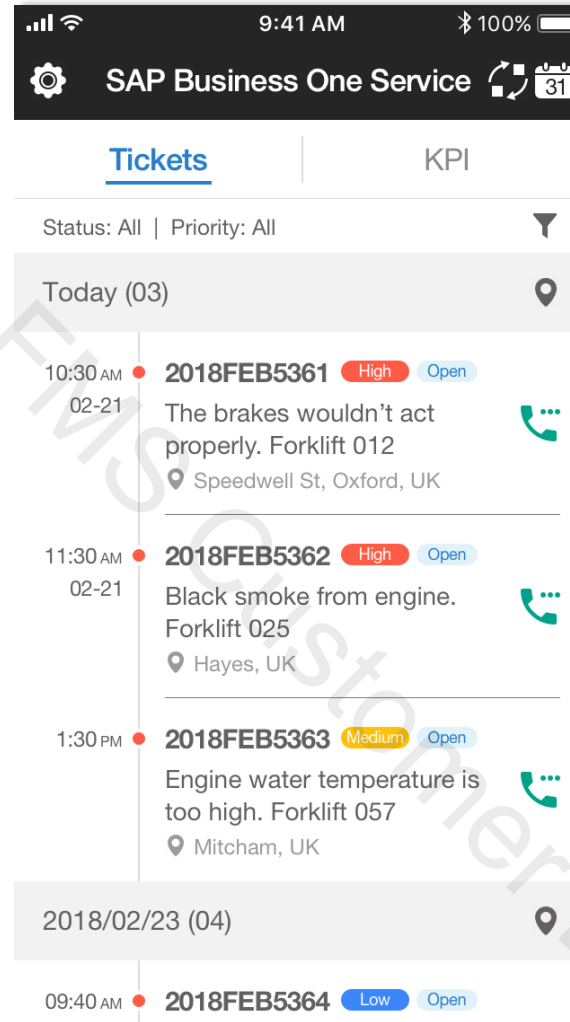 9:41 AM
100%
SAP Business One Service
31
Tickets
KPI
Status: All | Priority: All
Today (03)
10:30 AM
02-21
2018FEB5361 High Open
The brakes wouldn’t act
properly. Forklift 012
Speedwell St, Oxford, UK
11:30 AM
02-21
2018FEB5362 High Open
Black smoke from engine.
Forklift 025
Hayes, UK
1:30 PM
2018FEB5363 Medium Open
Engine water temperature is
too high. Forklift 057
Mitcham, UK
2018/02/23 (04)
09:40 AM
2018FEB5364 Low Open
FMS Customer